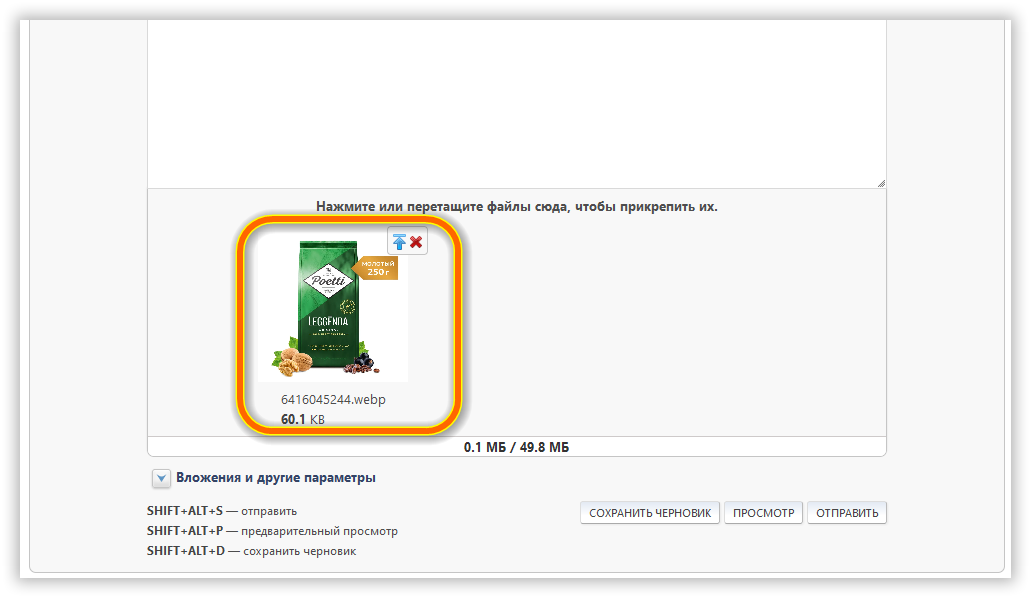 Нажмите или перетащите файлы сюда, чтобы прикрепить их.
МОЛОТЫЙ
250 г
Poetti
LEGGENDA
6416045244.webp
60.1 KB
0.1 МБ / 49.8 МБ
Вложения и другие параметры
SHIFT+ALT+S — отправить
SHIFT+ALT+P — предварительный просмотр
SHIFT+ALT+D — сохранить черновик
СОХРАНИТЬ ЧЕРНОВИК
ПРОСМОТР
ОТПРАВИТЬ